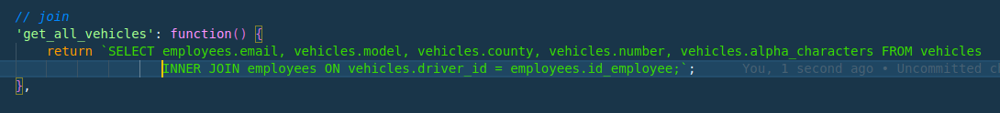 // join
'get_all_vehicles': function() {
return `SELECT employees.email, vehicles.model, vehicles.county, vehicles.number, vehicles.alpha_characters FROM vehicles
INNER JOIN employees ON vehicles.driver_id = employees.id_employee;`; You, 1 second ago • Uncommitted
},